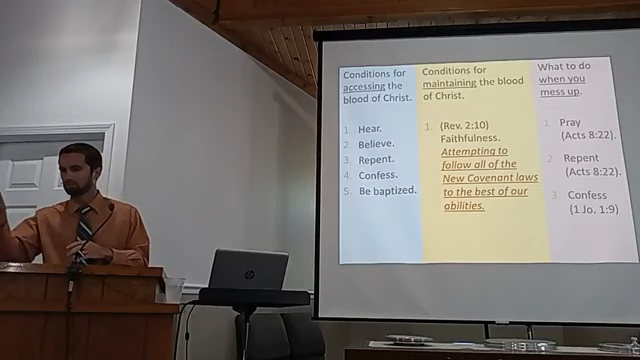 Conditions for
accessing the
blood of Christ.
1. Hear.
2. Believe.
3. Repent.
4. Confess.
5. Be baptized.
Conditions for
maintaining the blood
of Christ.
1. (Rev. 2:10)
Faithfulness.
Attempting to
follow all of the
New Covenant laws
to the best of our
abilities.
What to do
when you
mess up.
1. Pray
(Acts 8:22).
2. Repent
(Acts 8:22).
3. Confess
(1 Jo. 1:9)
hp